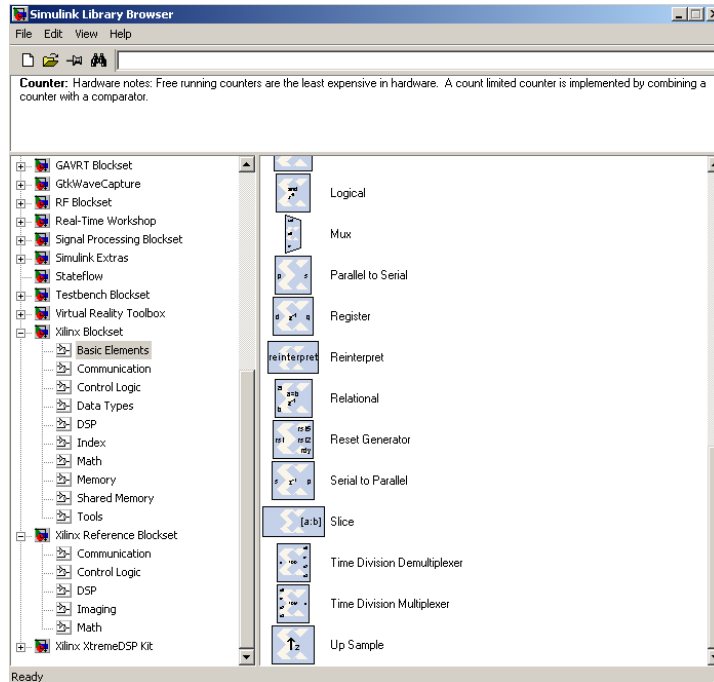 Simulink Library Browser
File Edit View Help
Counter: Hardware notes: Free running counters are the least expensive in hardware. A count limited counter is implemented by combining a
counter with a comparator.
GAVRT Blockset
GtkWaveCapture
RF Blockset
Real-Time Workshop
Signal Processing Blockset
Simulink Extras
Stateflow
Testbench Blockset
Virtual Reality Toolbox
Xilinx Blockset
Basic Elements
Communication
Control Logic
Data Types
DSP
Index
Math
Memory
Shared Memory
Tools
Xilinx Reference Blockset
Communication
Control Logic
DSP
Imaging
Math
Xilinx XtremeDSP Kit
and
Logical
Mux
p s
Parallel to Serial
d z⁻¹ q
Register
reinterpret
Reinterpret
a
a=b
b z⁻¹
Relational
Reset Generator
s z⁻¹ p
Serial to Parallel
[a:b]
Slice
Time Division Demultiplexer
Time Division Multiplexer
↑2
Up Sample
Ready